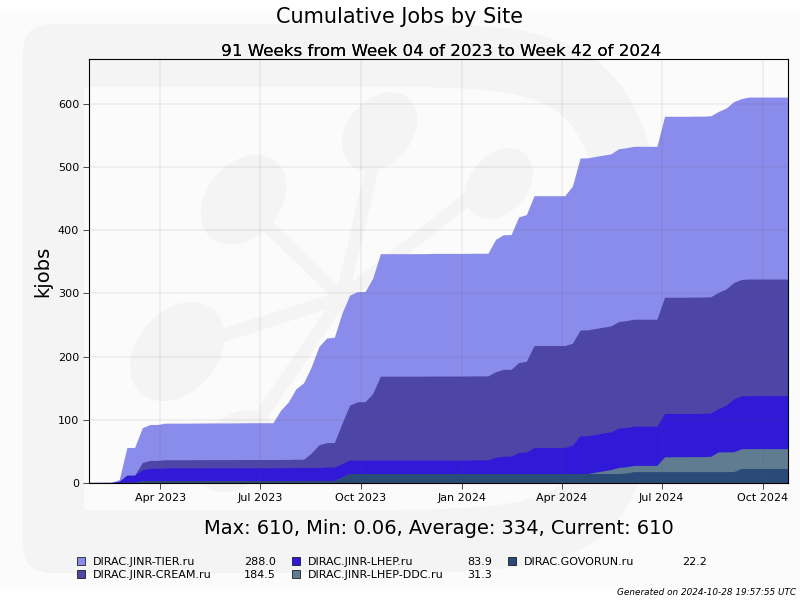 Cumulative Jobs by Site
91 Weeks from Week 04 of 2023 to Week 42 of 2024
kjobs
600
500
400
300
200
100
0
Apr 2023 Jul 2023 Oct 2023 Jan 2024 Apr 2024 Jul 2024 Oct 2024
Max: 610, Min: 0.06, Average: 334, Current: 610
DIRAC.JINR-TIER.ru 288.0 DIRAC.JINR-LHEP.ru 83.9 DIRAC.GOVORUN.ru 22.2
DIRAC.JINR-CREAM.ru 184.5 DIRAC.JINR-LHEP-DDC.ru 31.3
Generated on 2024-10-28 19:57:55 UTC